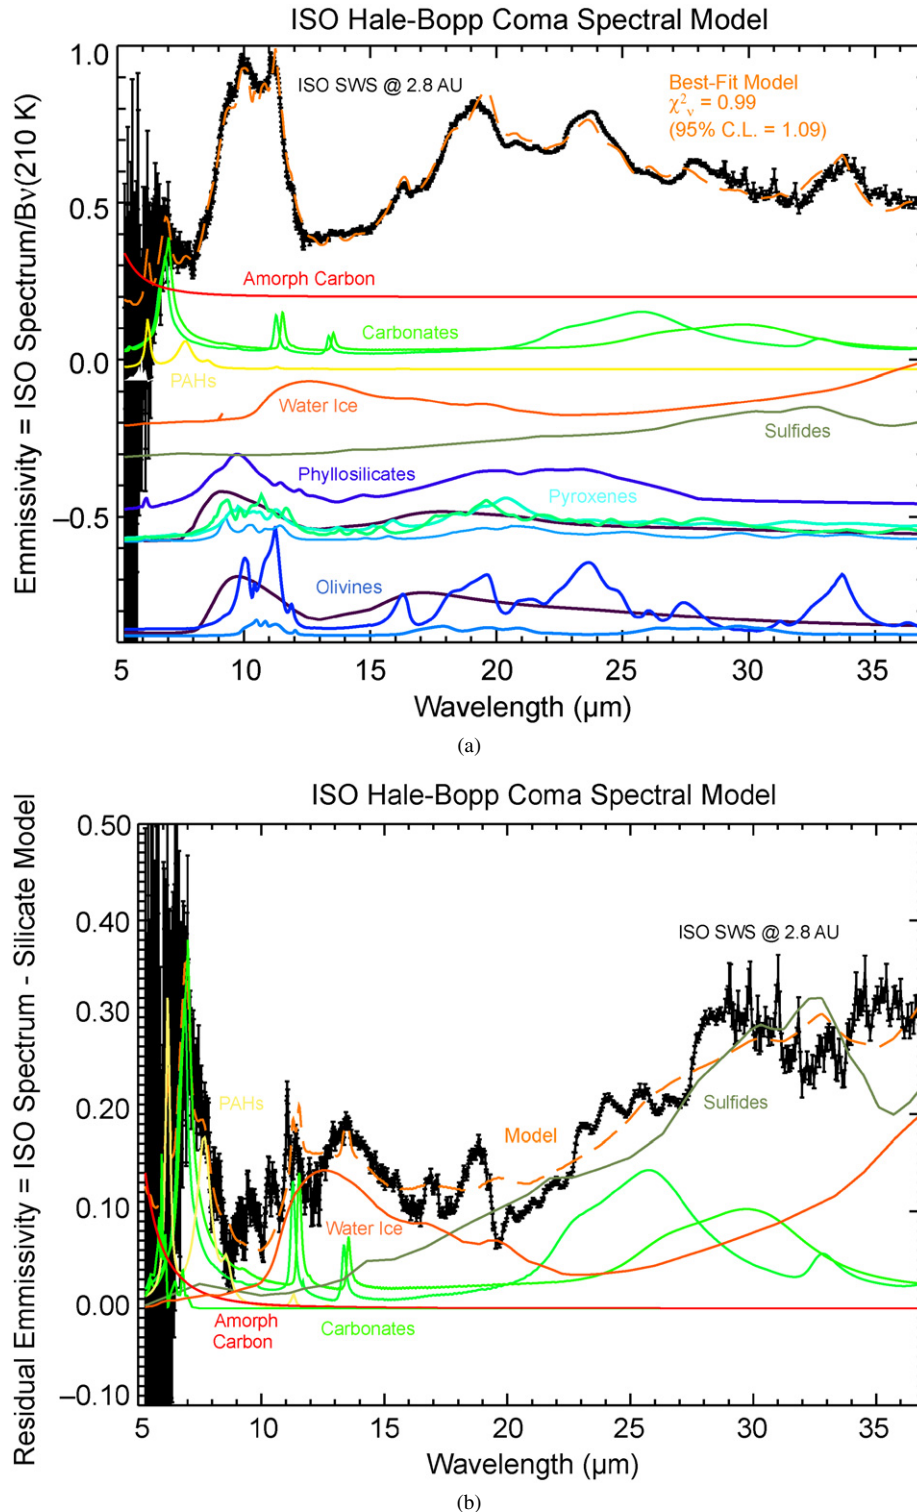 ISO Hale-Bopp Coma Spectral Model
Emmissivity = ISO Spectrum/Bν(210 K)
1.0
0.5
0.0
–0.5
ISO SWS @ 2.8 AU
Best-Fit Model
χ²ᵥ = 0.99
(95% C.L. = 1.09)
Amorph Carbon
Carbonates
PAHs
Water Ice
Sulfides
Phyllosilicates
Pyroxenes
Olivines
5 10 15 20 25 30 35
Wavelength (µm)
(a)
ISO Hale-Bopp Coma Spectral Model
Residual Emmissivity = ISO Spectrum - Silicate Model
0.50
0.40
0.30
0.20
0.10
0.00
–0.10
ISO SWS @ 2.8 AU
PAHs
Sulfides
Model
Water Ice
Amorph
Carbon
Carbonates
5 10 15 20 25 30 35
Wavelength (µm)
(b)